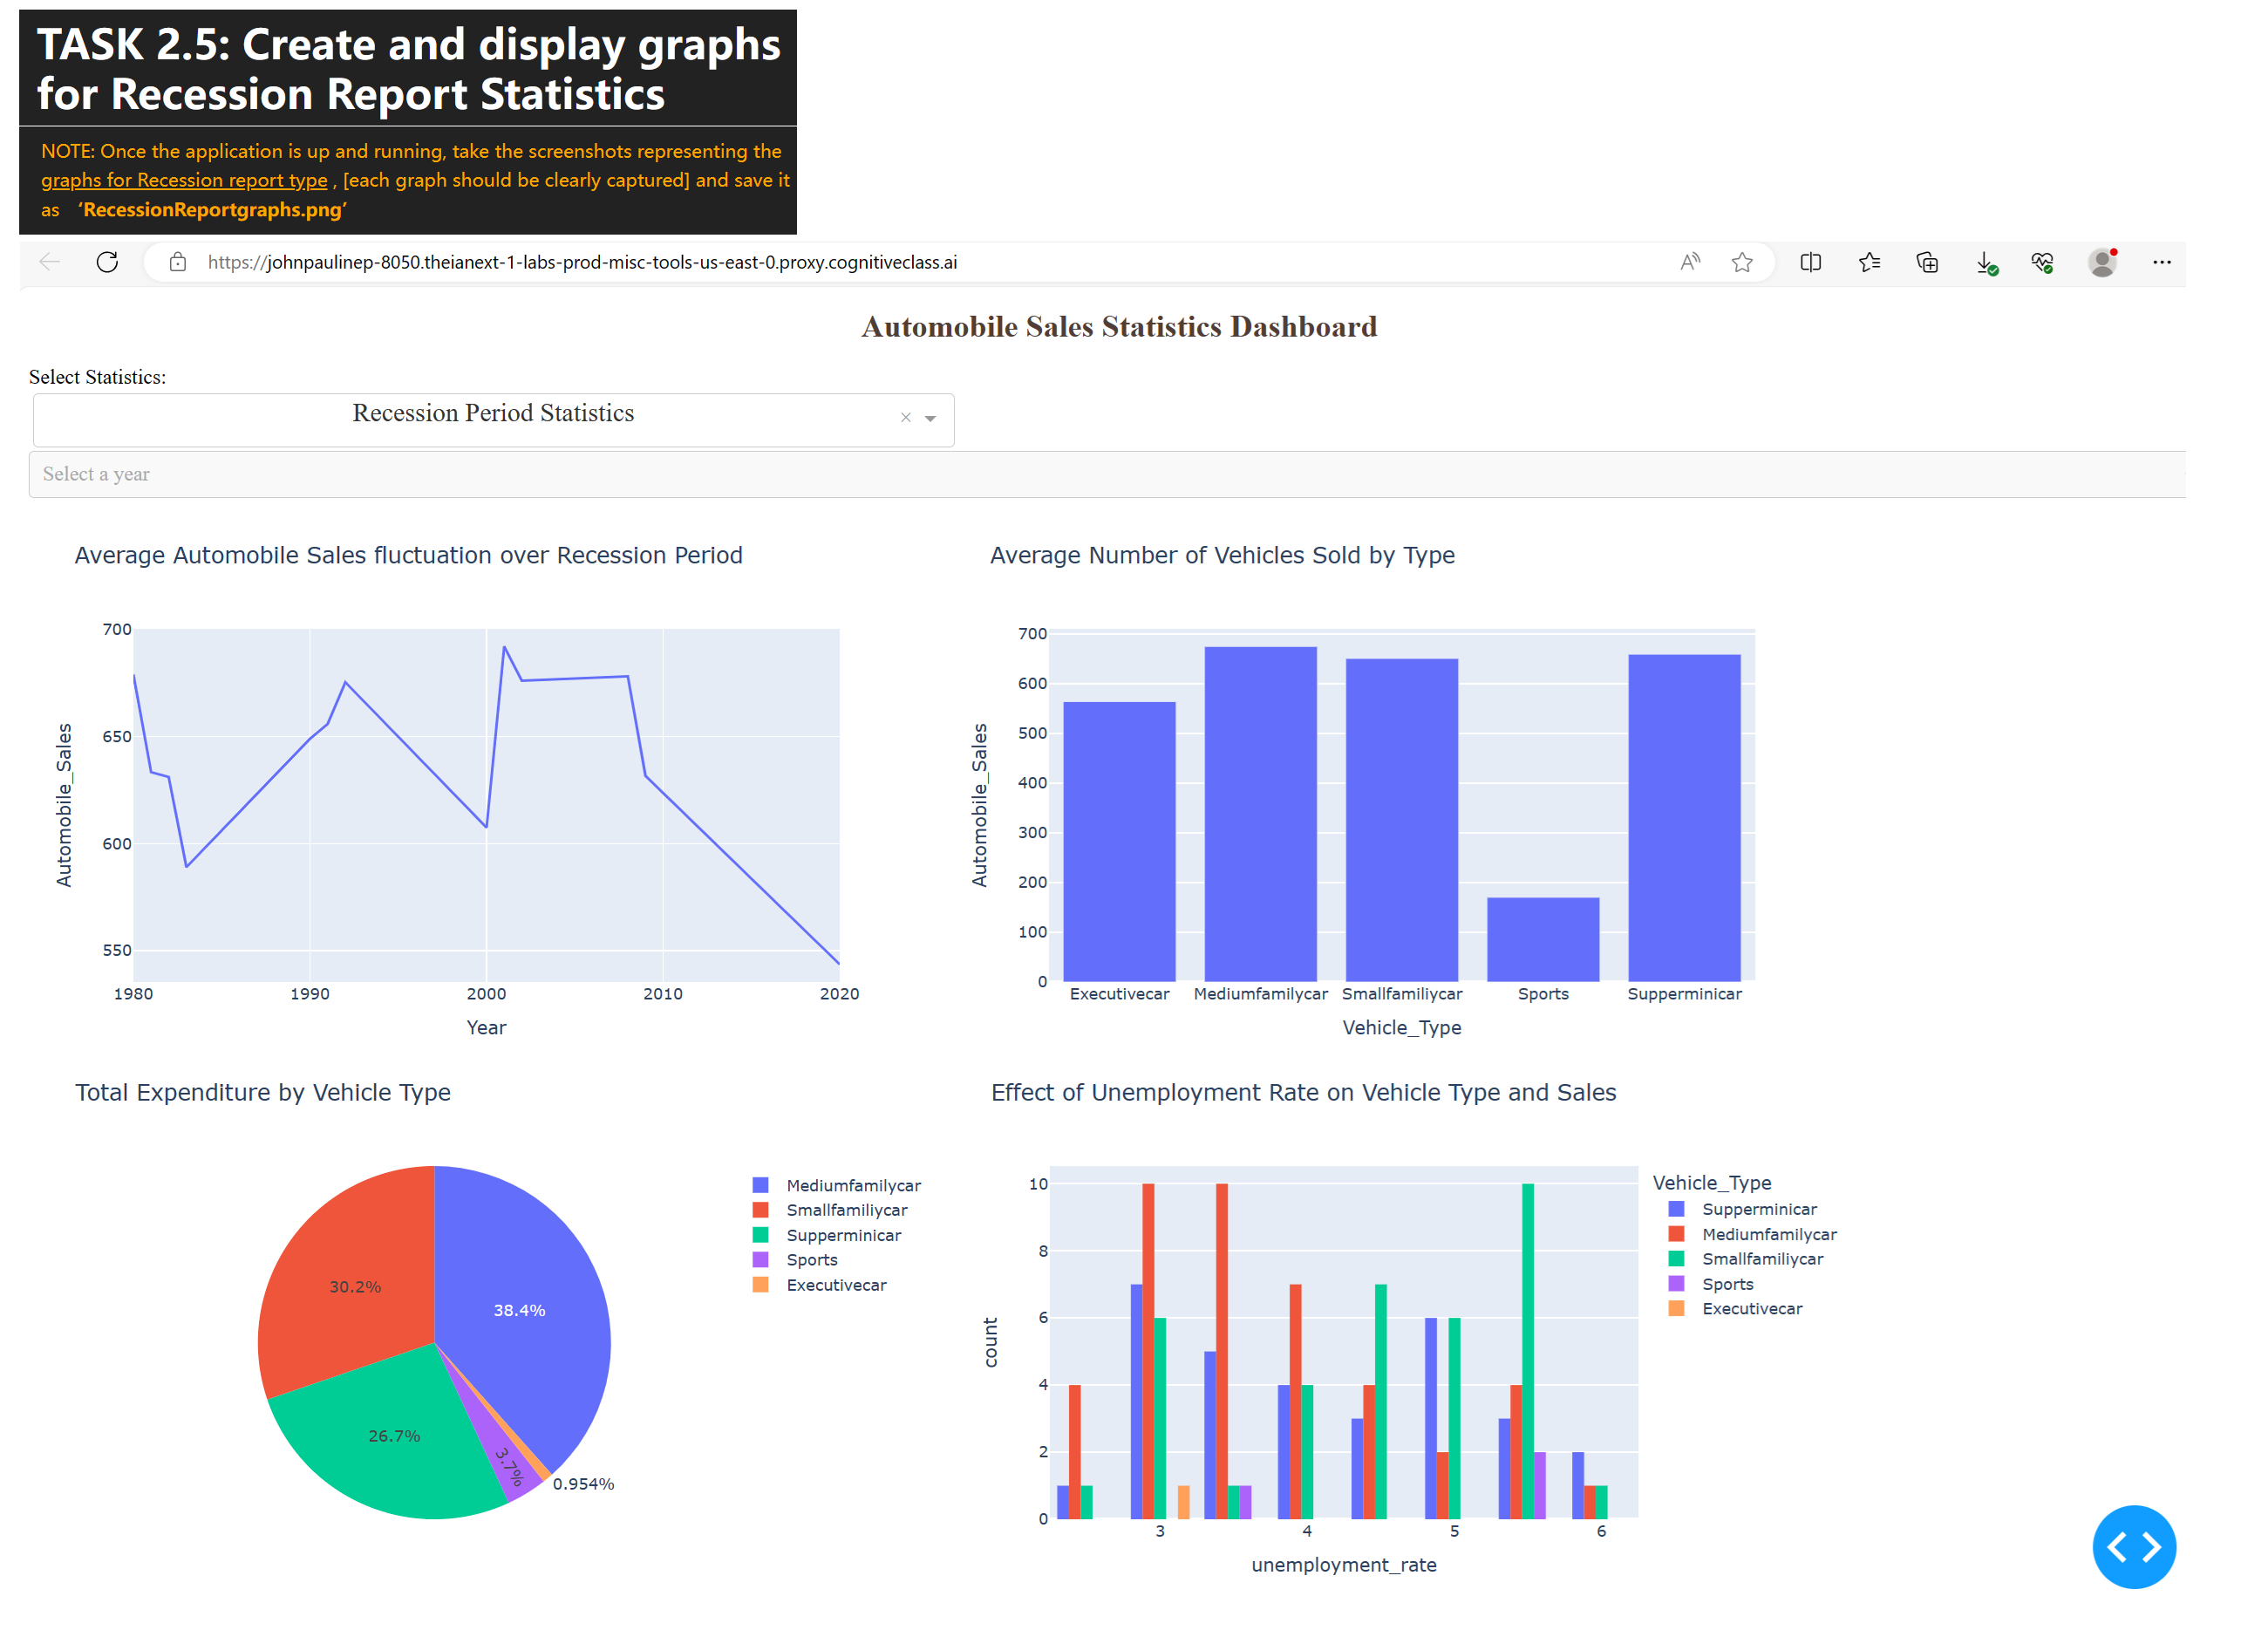 TASK 2.5: Create and display graphs
for Recession Report Statistics
NOTE: Once the application is up and running, take the screenshots representing the
graphs for Recession report type , [each graph should be clearly captured] and save it
as ‘RecessionReportgraphs.png’
https://johnpaulinep-8050.theianext-1-labs-prod-misc-tools-us-east-0.proxy.cognitiveclass.ai
Automobile Sales Statistics Dashboard
Select Statistics:
Recession Period Statistics
Select a year
Average Automobile Sales fluctuation over Recession Period
700
650
600
550
Automobile_Sales
1980 1990 2000 2010 2020
Year
Average Number of Vehicles Sold by Type
700
600
500
400
300
200
100
0
Automobile_Sales
Executivecar Mediumfamilycar Smallfamiliycar Sports Supperminicar
Vehicle_Type
Total Expenditure by Vehicle Type
30.2%
38.4%
26.7%
3.7%
0.954%
Mediumfamilycar
Smallfamiliycar
Supperminicar
Sports
Executivecar
Effect of Unemployment Rate on Vehicle Type and Sales
10
8
6
4
2
0
count
3 4 5 6
unemployment_rate
Vehicle_Type
Supperminicar
Mediumfamilycar
Smallfamiliycar
Sports
Executivecar